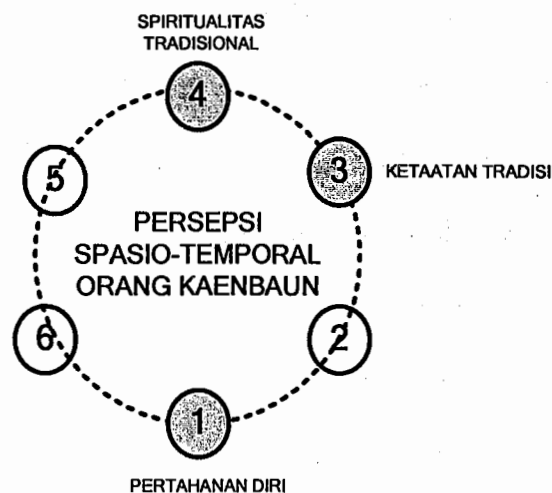 SPIRITUALITAS
TRADISIONAL
4
5
3
KETAATAN TRADISI
PERSEPSI
SPASIO-TEMPORAL
ORANG KAENBAUN
6
2
1
PERTAHANAN DIRI